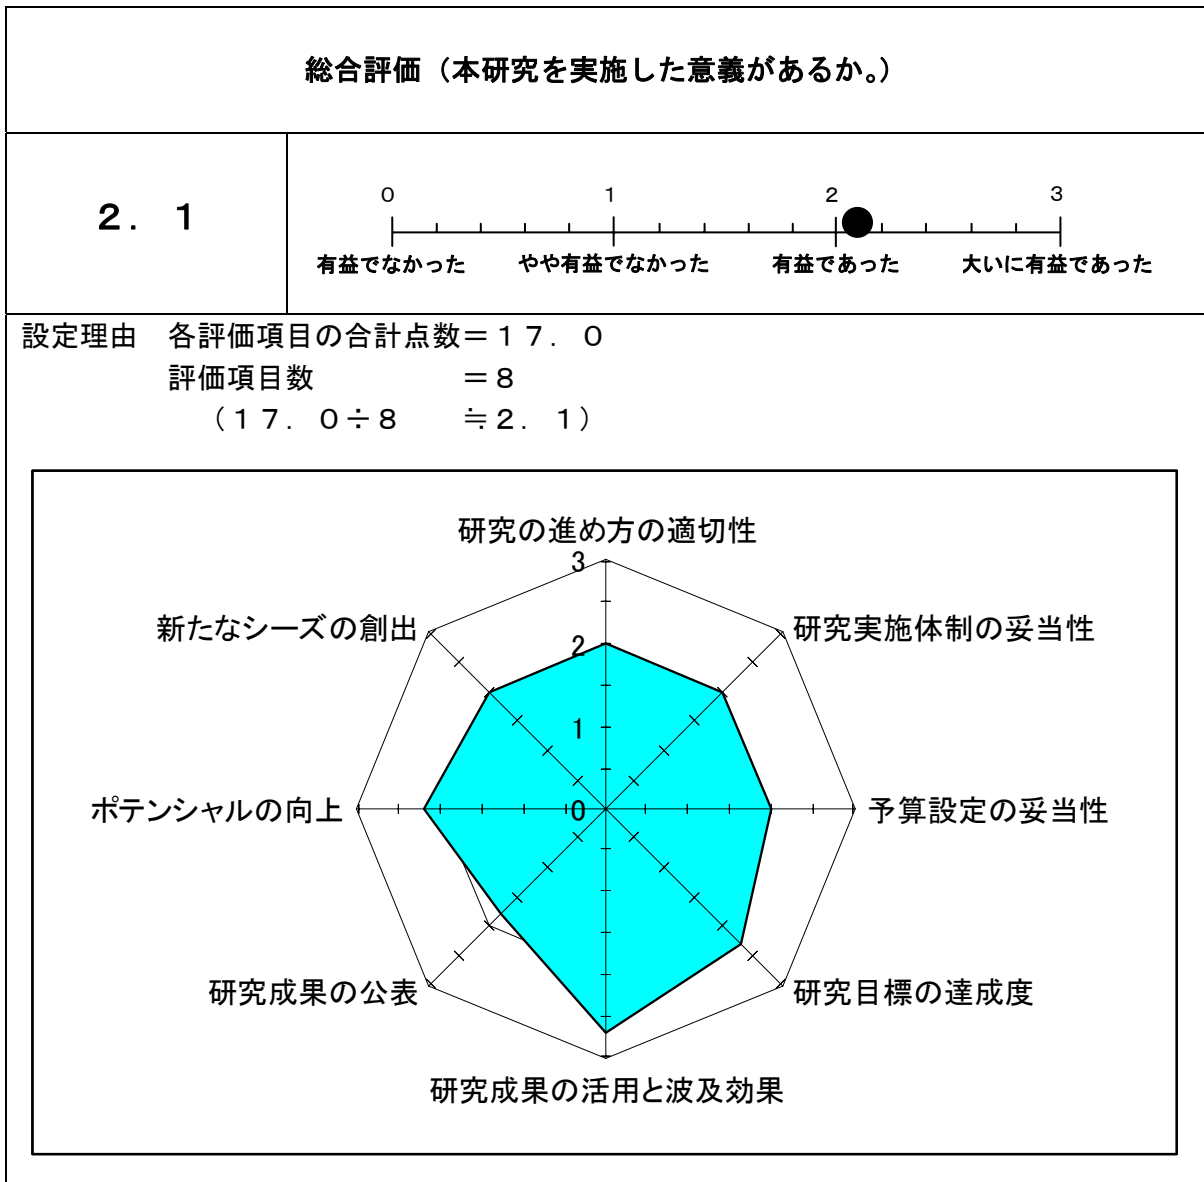 総合評価（本研究を実施した意義があるか。）
２．１
0 1 2 3
有益でなかった やや有益でなかった 有益であった 大いに有益であった
設定理由　各評価項目の合計点数＝１７．０
評価項目数　＝８
（１７．０÷８　≒２．１）
研究の進め方の適切性
3
新たなシーズの創出 研究実施体制の妥当性
2
1
ポテンシャルの向上 0 予算設定の妥当性
研究成果の公表 研究目標の達成度
研究成果の活用と波及効果